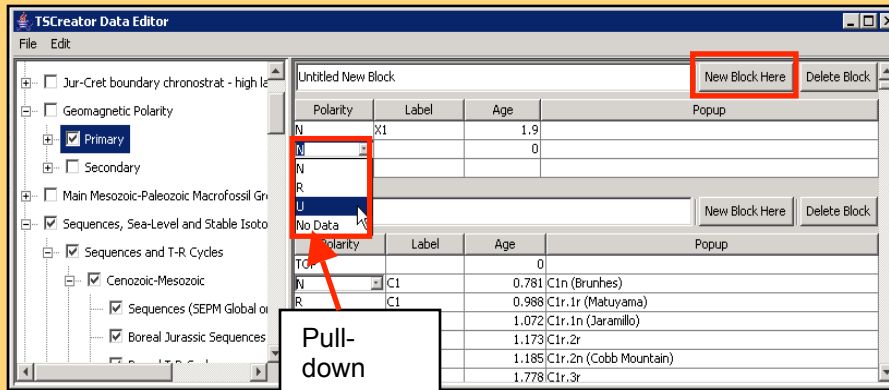 TSCreator Data Editor
File Edit
Jur-Cret boundary chronostrat - high la
Geomagnetic Polarity
Primary
Secondary
Main Mesozoic-Paleozoic Macrofossil Gr
Sequences, Sea-Level and Stable Isoto
Sequences and T-R Cycles
Cenozoic-Mesozoic
Sequences (SEPM Global o
Boreal Jurassic Sequences
Untitled New Block New Block Here Delete Block
Polarity Label Age Popup
N X1 1.9
N 0
N
R
U
No Data
New Block Here Delete Block
Polarity Label Age Popup
TOP 0
N C1 0.781 C1n (Brunhes)
R C1 0.988 C1r.1r (Matuyama)
1.072 C1r.1n (Jaramillo)
1.173 C1r.2r
1.185 C1r.2n (Cobb Mountain)
1.778 C1r.3r
Pull-
down